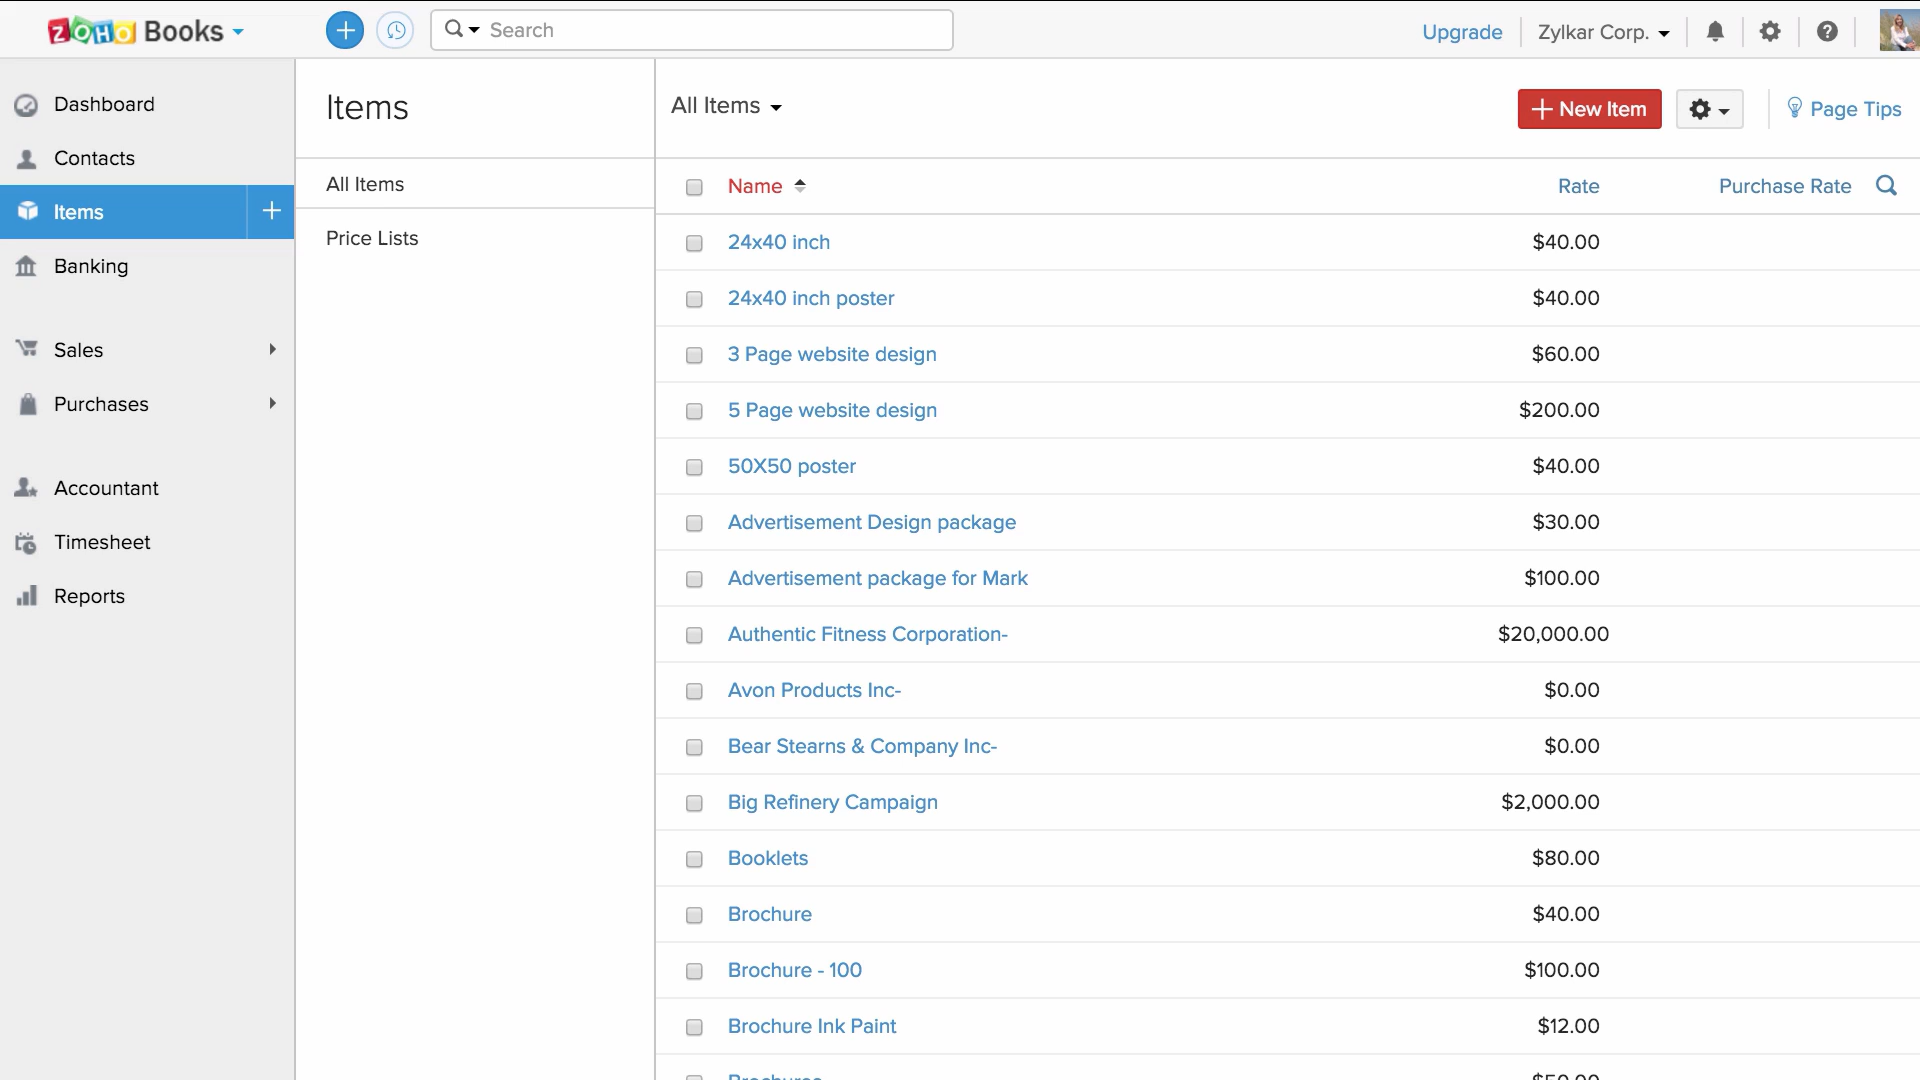 ZOHO Books
Search
Upgrade
Zylkar Corp.
Dashboard
Contacts
Items
Banking
Sales
Purchases
Accountant
Timesheet
Reports
Items
All Items
Price Lists
All Items
New Item
Page Tips
Name Rate Purchase Rate
24x40 inch $40.00
24x40 inch poster $40.00
3 Page website design $60.00
5 Page website design $200.00
50X50 poster $40.00
Advertisement Design package $30.00
Advertisement package for Mark $100.00
Authentic Fitness Corporation- $20,000.00
Avon Products Inc- $0.00
Bear Stearns & Company Inc- $0.00
Big Refinery Campaign $2,000.00
Booklets $80.00
Brochure $40.00
Brochure - 100 $100.00
Brochure Ink Paint $12.00
Brochures $50.00